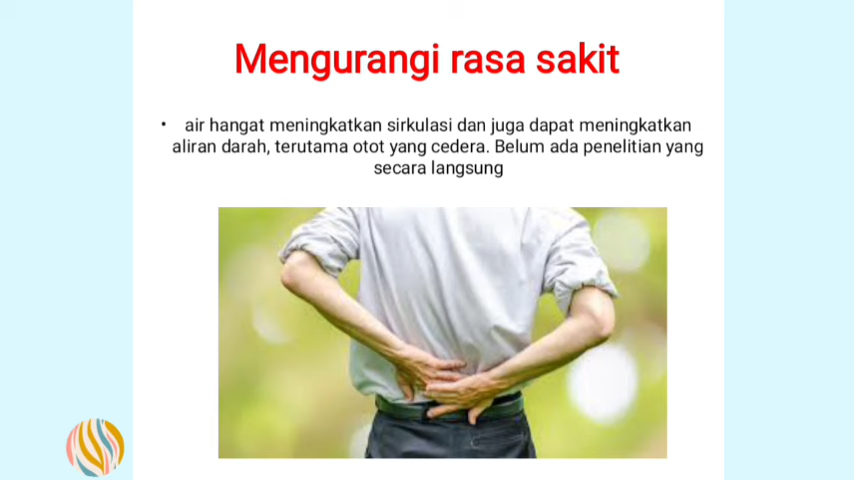 Mengurangi rasa sakit
• air hangat meningkatkan sirkulasi dan juga dapat meningkatkan
aliran darah, terutama otot yang cedera. Belum ada penelitian yang
secara langsung